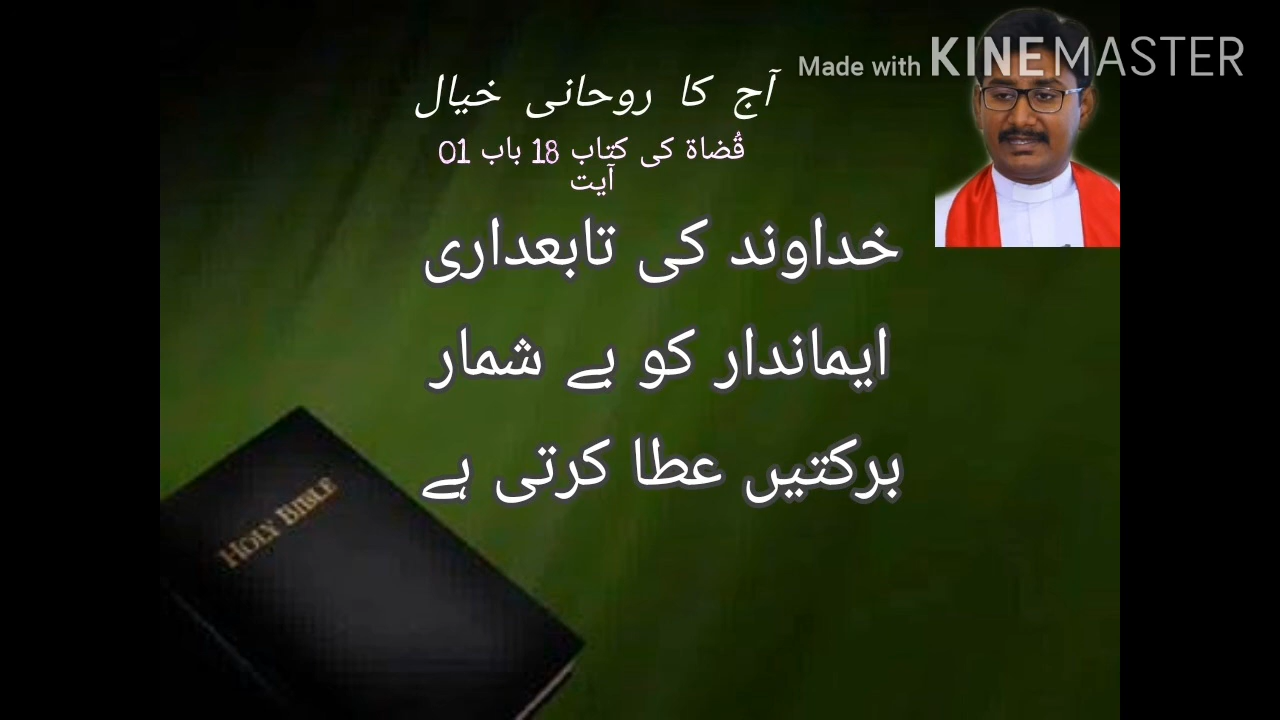 Made with KINEMASTER
آج کا روحانی خیال
قُضاۃ کی کتاب 18 باب 01
آیت
خداوند کی تابعداری
ایماندار کو بے شمار
برکتیں عطا کرتی ہے
HOLY BIBLE